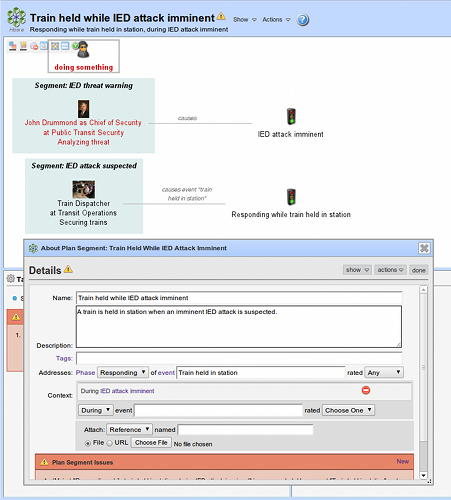 Train held while IED attack imminent
Show
Actions
?
Home
Responding while train held in station, during IED attack imminent
doing something
Segment: IED threat warning
John Drummond as Chief of Security
at Public Transit Security
Analyzing threat
causes
IED attack imminent
Segment: IED attack suspected
Train Dispatcher
at Transit Operations
Securing trains
causes event "train
held in station"
Responding while train held in station
About Plan Segment: Train Held While IED Attack Imminent
Details
show
actions
done
Name: Train held while IED attack imminent
A train is held in station when an imminent IED attack is suspected.
Description:
Tags:
Addresses: Phase Responding of event Train held in station rated Any
Context: During IED attack imminent
During event rated Choose One
Attach: Reference named
File URL Choose File No file chosen
Plan Segment Issues
New
Ta
S
1.